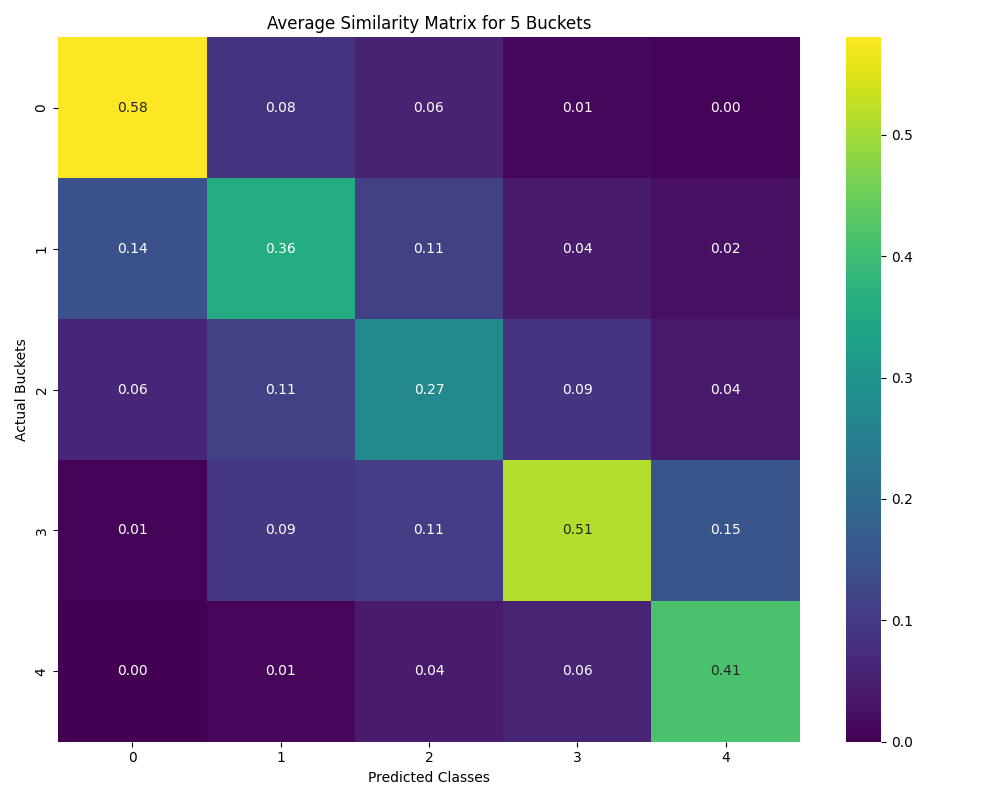 Average Similarity Matrix for 5 Buckets
0 0.58 0.08 0.06 0.01 0.00
1 0.14 0.36 0.11 0.04 0.02
2 0.06 0.11 0.27 0.09 0.04
3 0.01 0.09 0.11 0.51 0.15
4 0.00 0.01 0.04 0.06 0.41
0 1 2 3 4
Actual Buckets
Predicted Classes
0.5
0.4
0.3
0.2
0.1
0.0